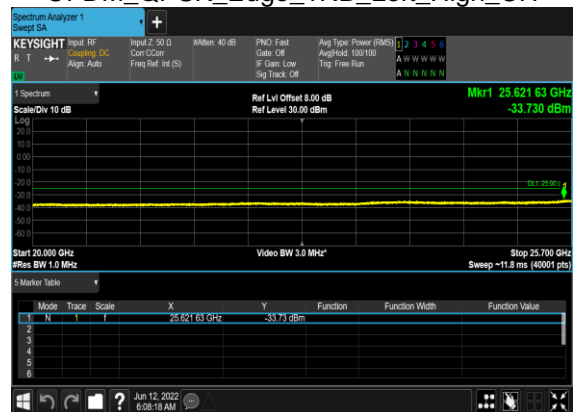 Spectrum Analyzer 1
Swept SA
+
KEYSIGHT Input: RF Input Z: 50 Ω #Atten: 40 dB PNO: Fast Avg Type: Power (RMS) 1 2 3 4 5 6
R T Coupling: DC Corr CCorr Gate: Off Avg|Hold: 100/100 A W W W W W
Align: Auto Freq Ref: Int (S) IF Gain: Low Trig: Free Run
LW Sig Track: Off A N N N N N
1 Spectrum Ref Lvl Offset 8.00 dB Mkr1 25.621 63 GHz
Scale/Div 10 dB Ref Level 30.00 dBm -33.730 dBm
Log
20.0
10.0
0.00
-10.0
-20.0
-30.0
-40.0
-50.0
-60.0
Start 20.000 GHz Video BW 3.0 MHz* Stop 25.700 GHz
#Res BW 1.0 MHz Sweep ~11.8 ms (40001 pts)
5 Marker Table
Mode Trace Scale X Y Function Function Width Function Value
1 N 1 f 25.621 63 GHz -33.73 dBm
2
3
4
5
6
? Jun 12, 2022
6:08:18 AM